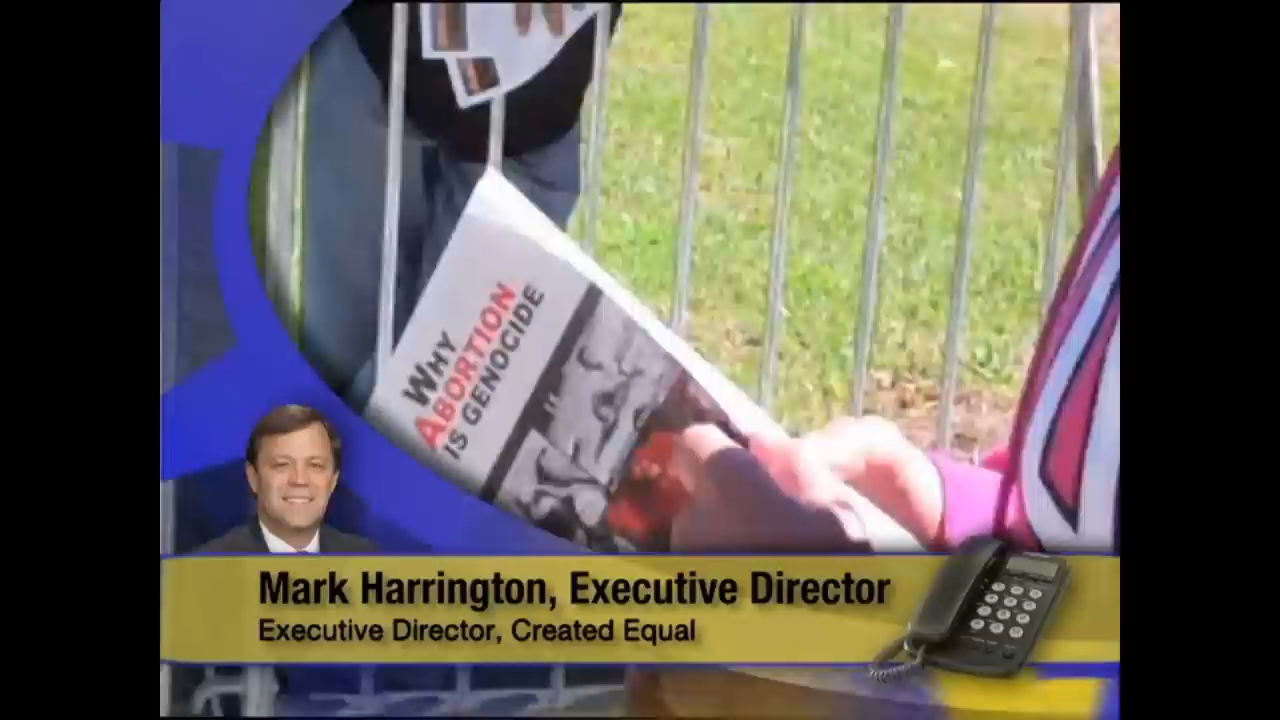 WHY
ABORTION
IS GENOCIDE
Mark Harrington, Executive Director
Executive Director, Created Equal